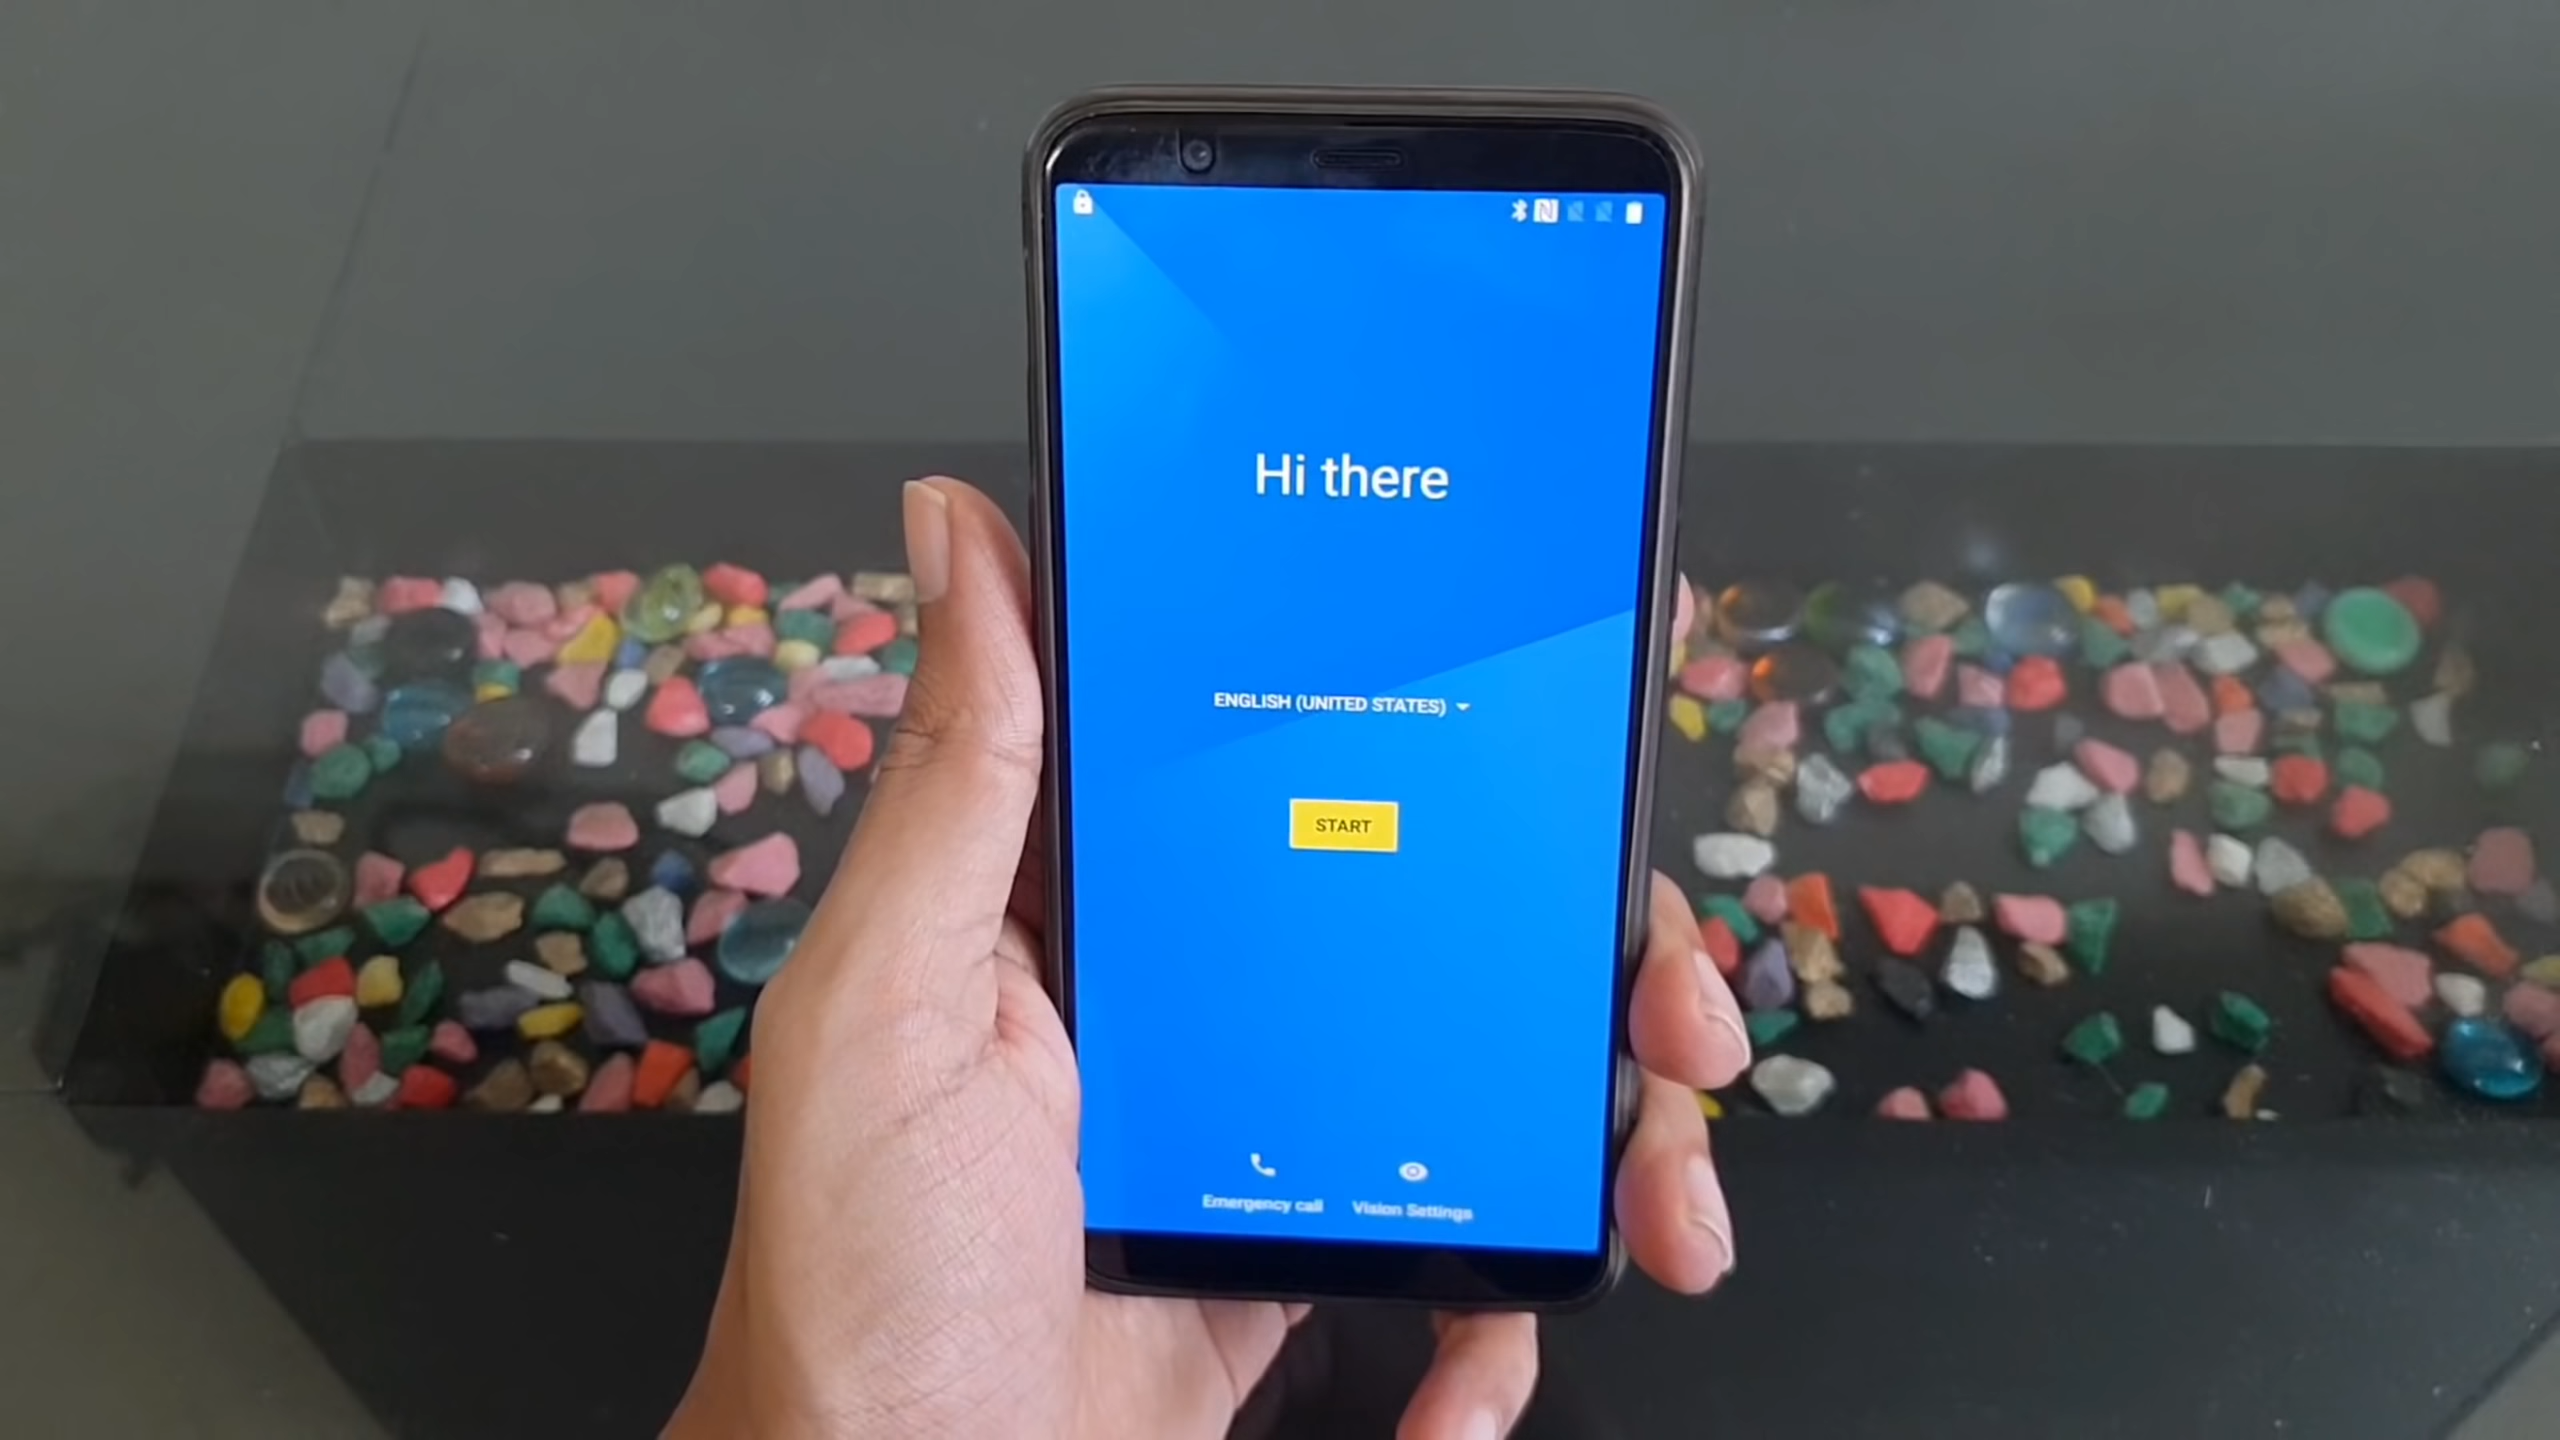 Hi there
ENGLISH (UNITED STATES)
START
Emergency call
Vision Settings